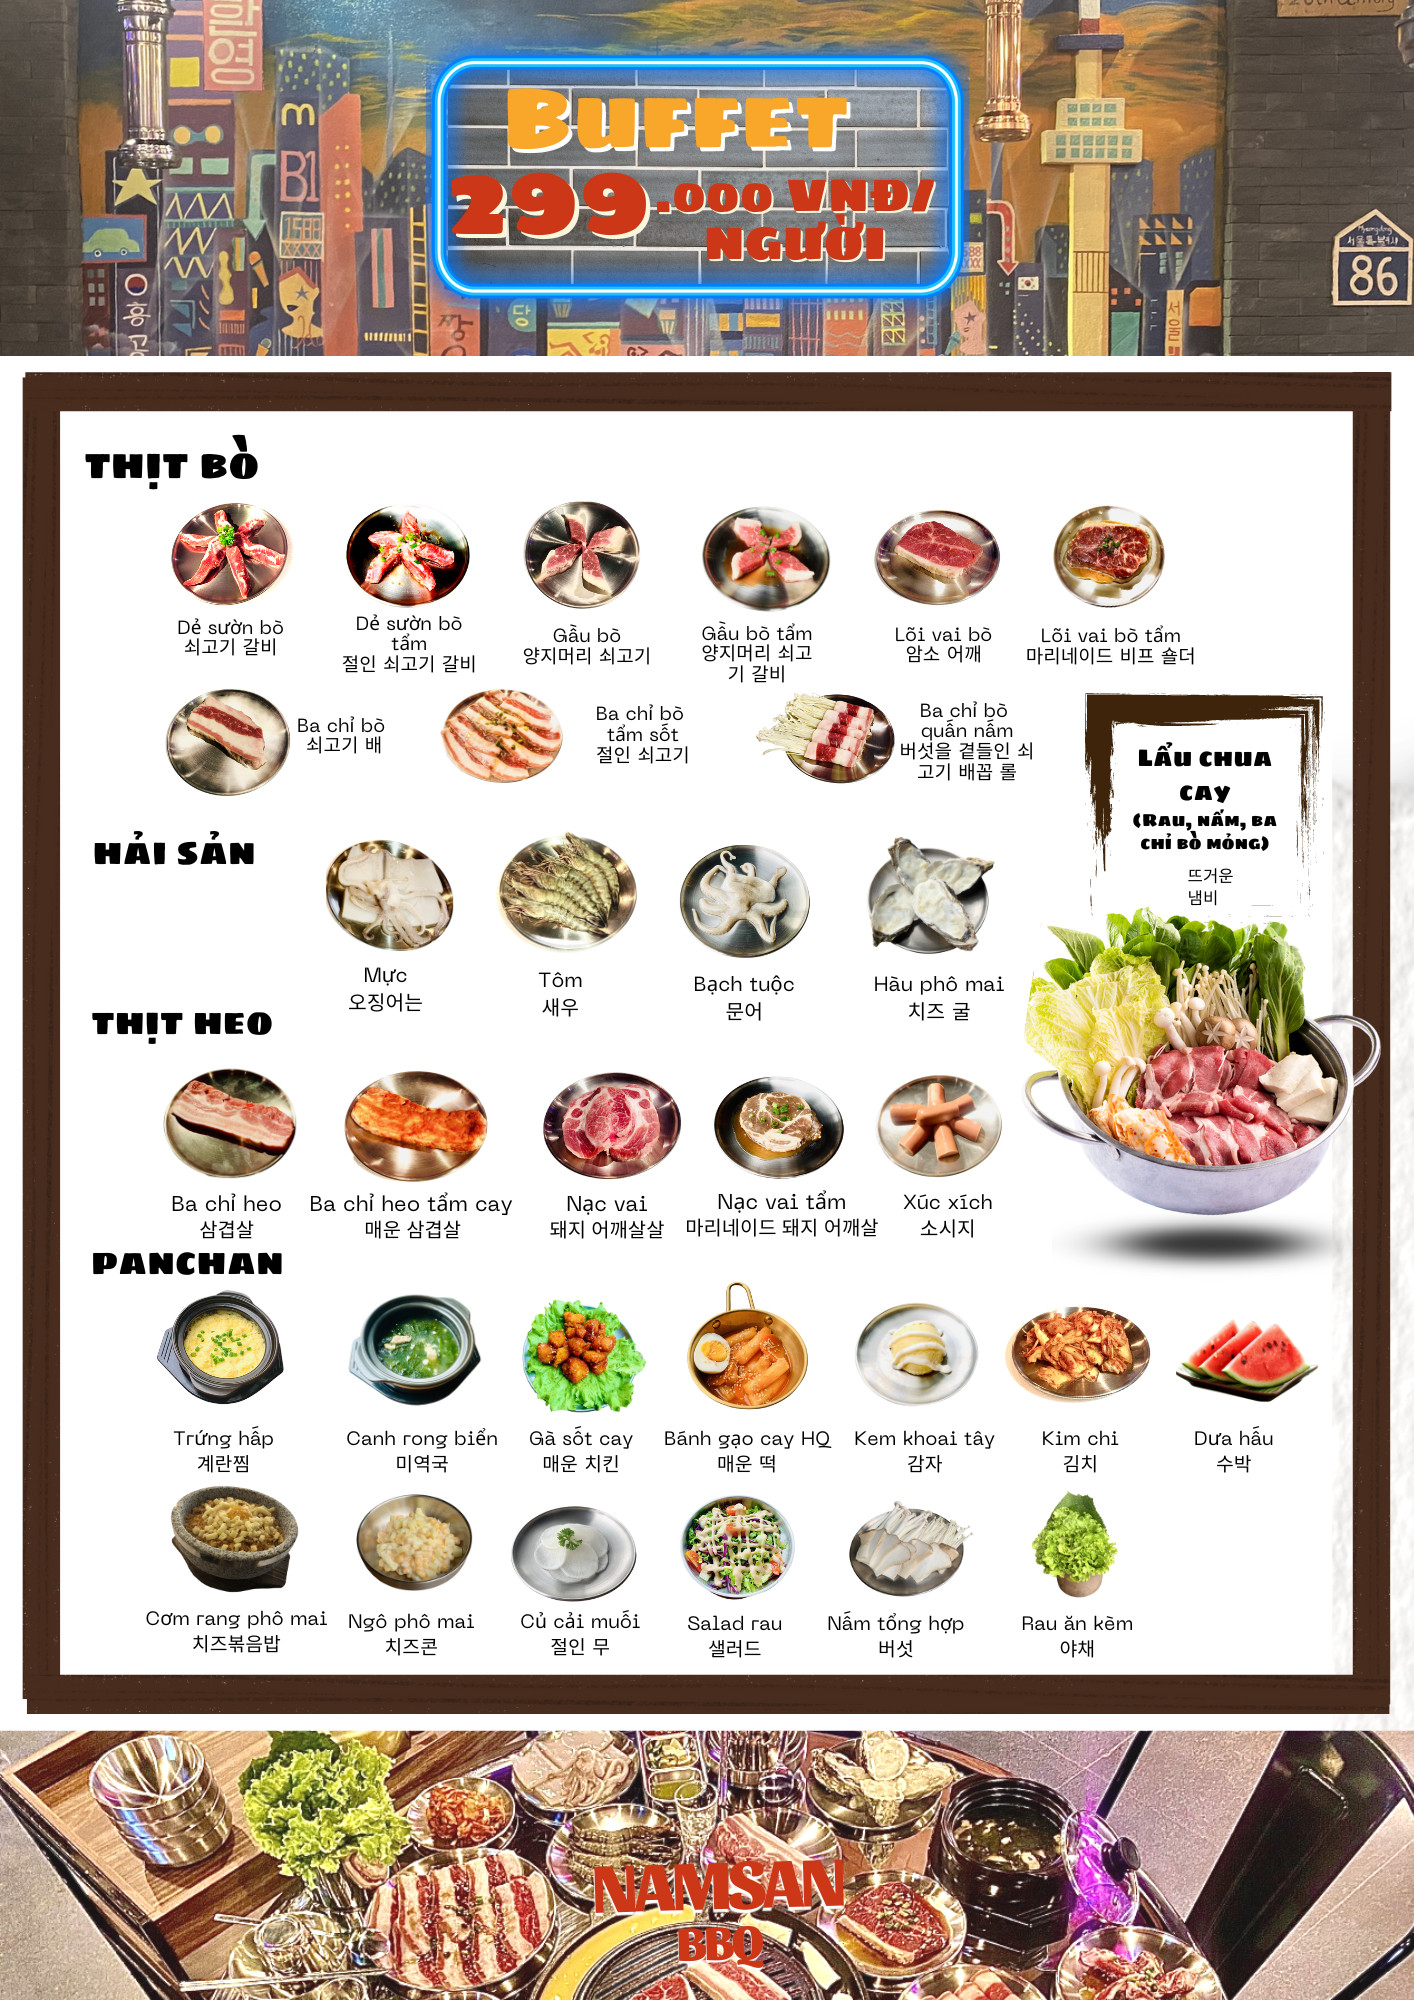 BUFFET
299.000 VNĐ/
NGƯỜI
화영
m
B1
1588
홍
짱
당
서울
86
THỊT BÒ
Dẻ sườn bò
쇠고기 갈비
Dẻ sườn bò
tẩm
절인 쇠고기 갈비
Gầu bò
양지머리 쇠고기
Gầu bò tẩm
양지머리 쇠고
기 갈비
Lõi vai bò
암소 어깨
Lõi vai bò tẩm
마리네이드 비프 숄더
Ba chỉ bò
쇠고기 배
Ba chỉ bò
tẩm sốt
절인 쇠고기
Ba chỉ bò
quấn nấm
버섯을 곁들인 쇠
고기 배꼽 롤
LẨU CHUA
CAY
(RAU, NẤM, BA
CHỈ BÒ MỎNG)
뜨거운
냄비
HẢI SẢN
Mực
오징어는
Tôm
새우
Bạch tuộc
문어
Hàu phô mai
치즈 굴
THỊT HEO
Ba chỉ heo
삼겹살
Ba chỉ heo tẩm cay
매운 삼겹살
Nạc vai
돼지 어깨살살
Nạc vai tẩm
마리네이드 돼지 어깨살
Xúc xích
소시지
PANCHAN
Trứng hấp
계란찜
Canh rong biển
미역국
Gà sốt cay
매운 치킨
Bánh gạo cay HQ
매운 떡
Kem khoai tây
감자
Kim chi
김치
Dưa hấu
수박
Cơm rang phô mai
치즈볶음밥
Ngô phô mai
치즈콘
Củ cải muối
절인 무
Salad rau
샐러드
Nấm tổng hợp
버섯
Rau ăn kèm
야채
NAMSAN
BBQ